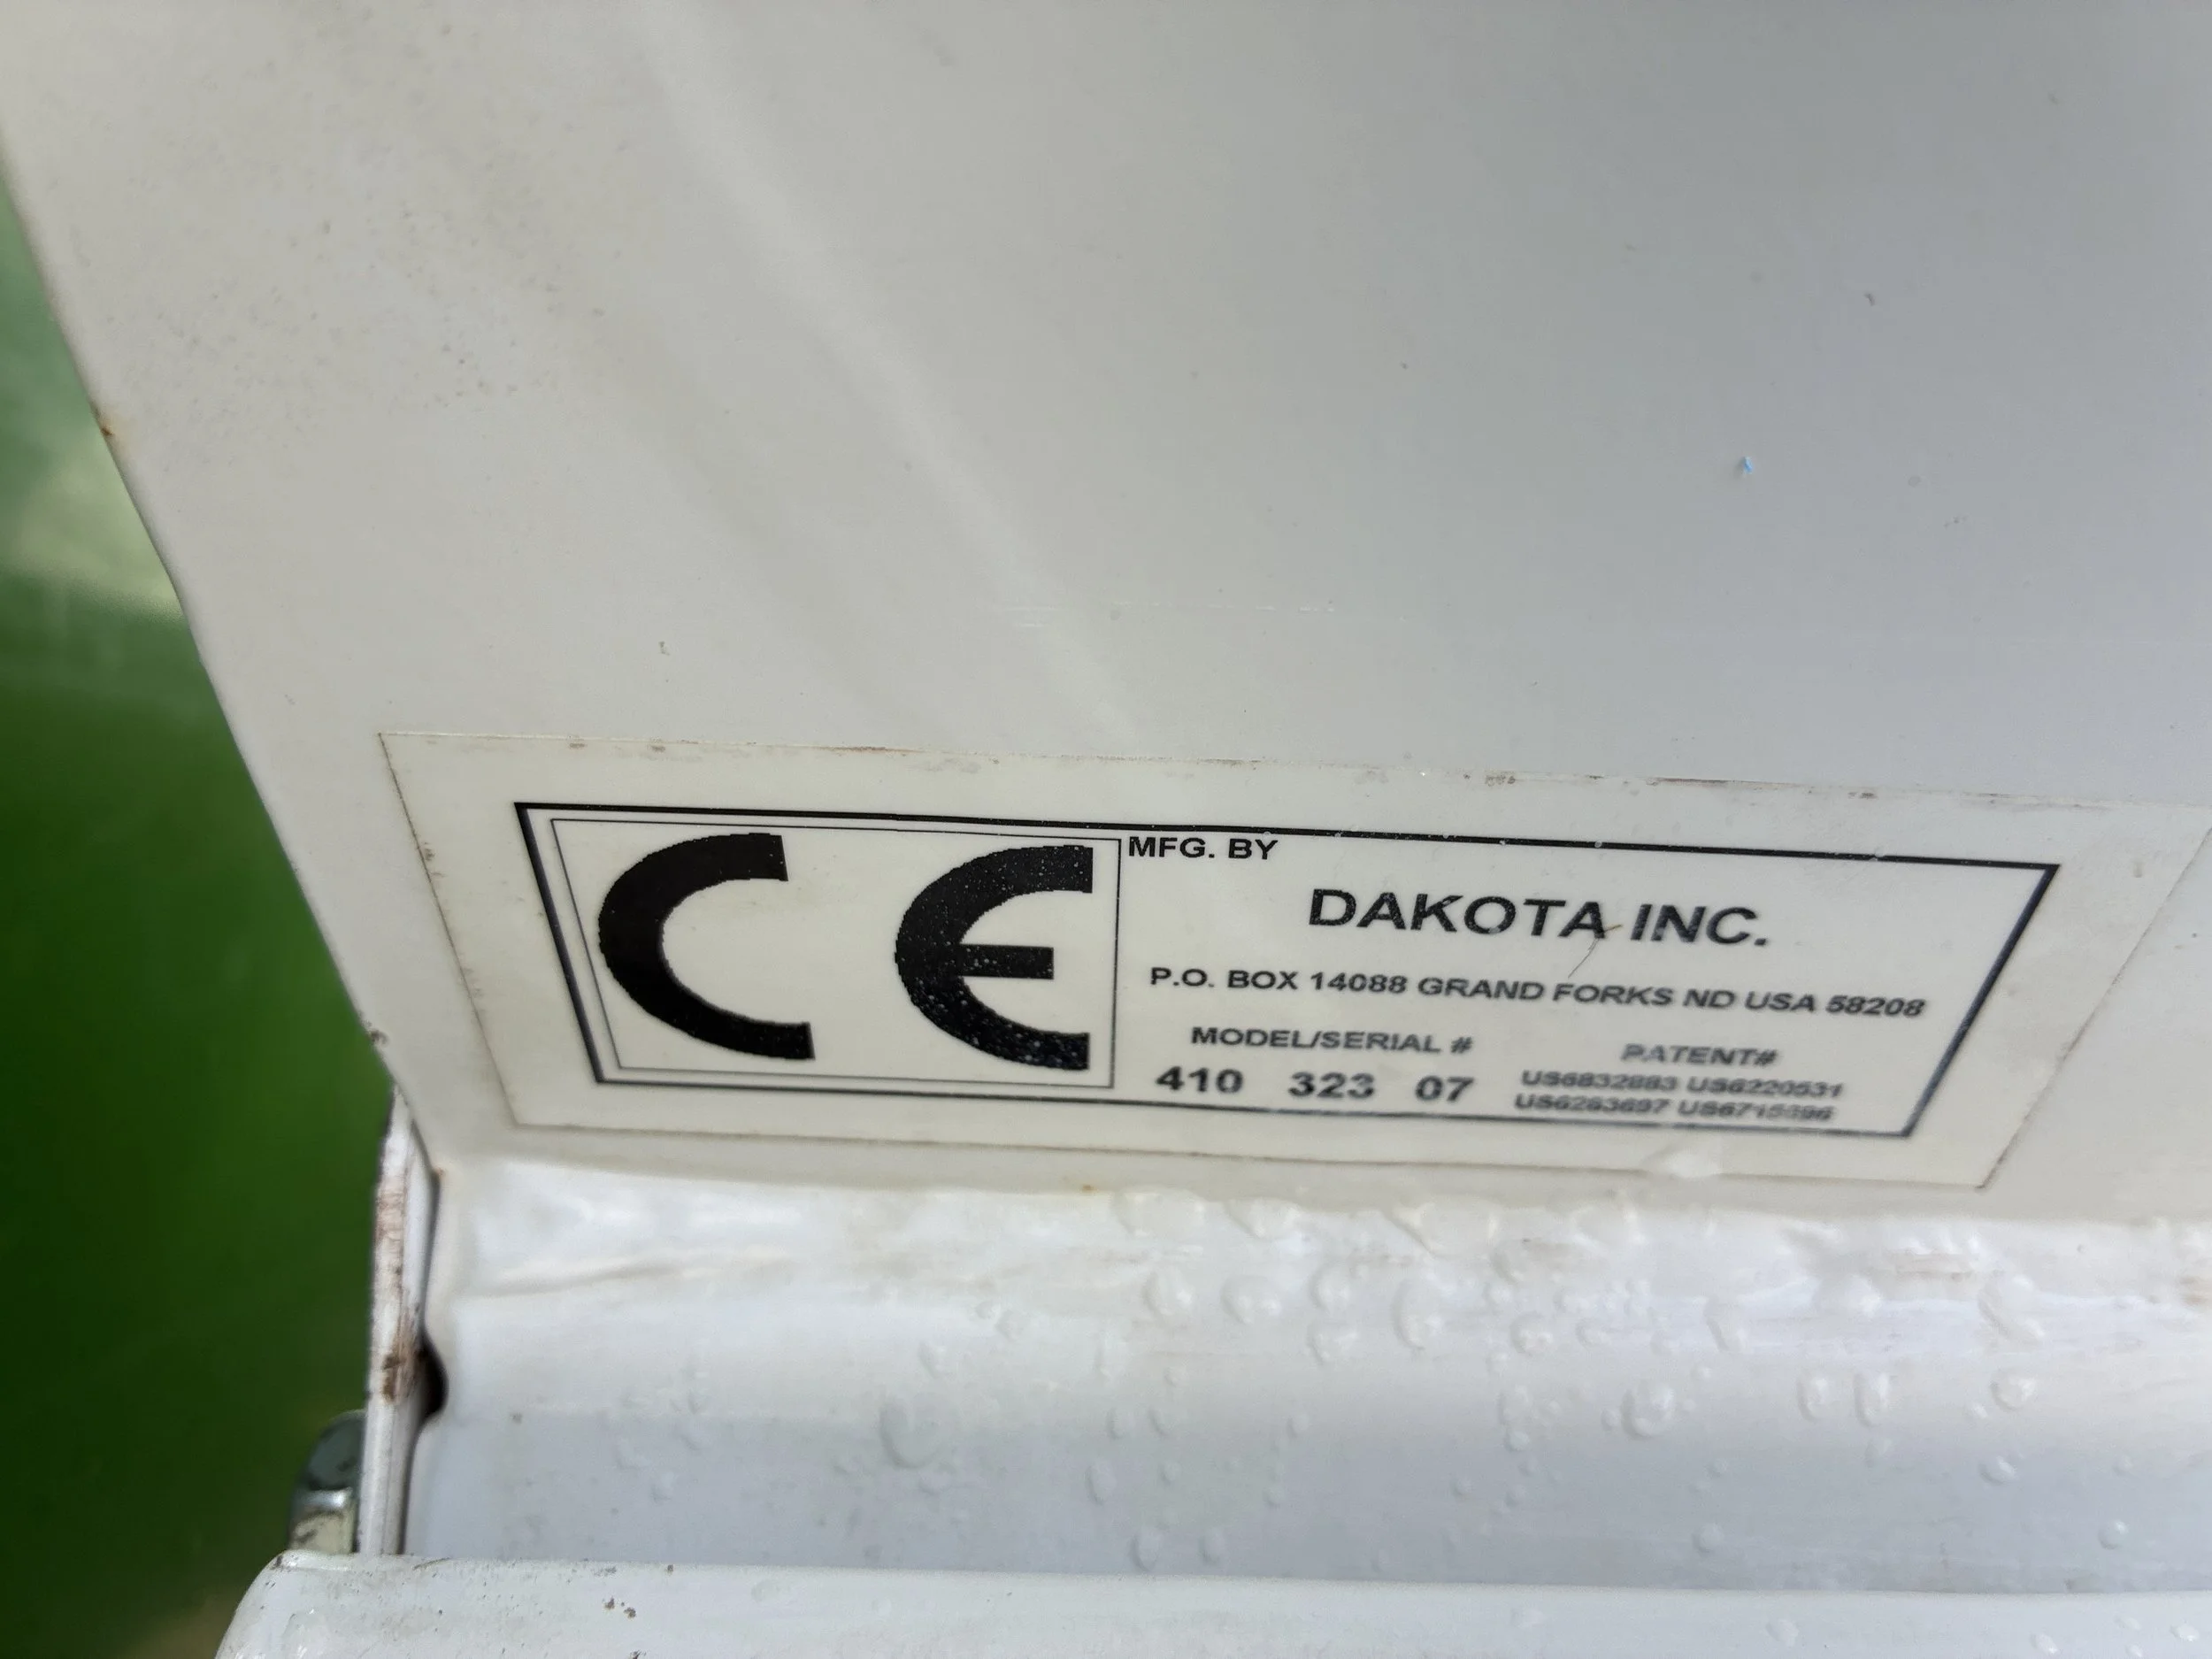 CE
MFG. BY
DAKOTA INC.
P.O. BOX 14088 GRAND FORKS ND USA 58208
MODEL/SERIAL # PATENT#
410 323 07 US6832883 US6220531
US6283697